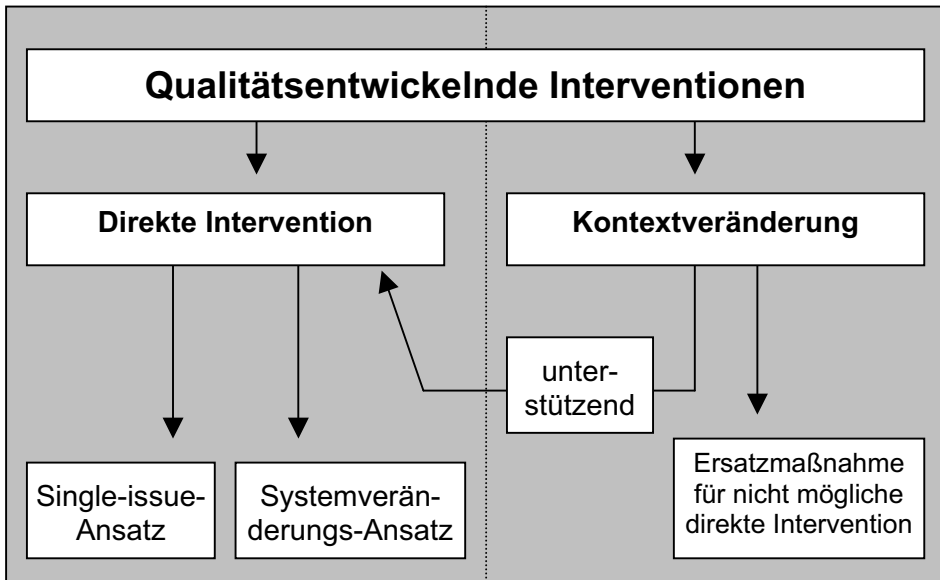 Qualitätsentwickelnde Interventionen
Direkte Intervention
Kontextveränderung
unter-
stützend
Single-issue-
Ansatz
Systemverän-
derungs-Ansatz
Ersatzmaßnahme
für nicht mögliche
direkte Intervention